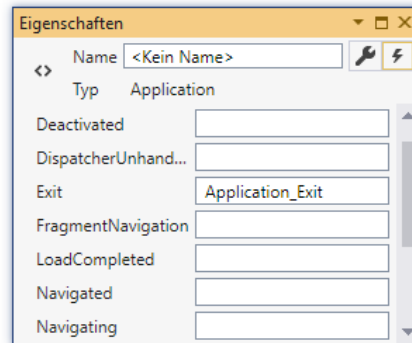 Eigenschaften
Name <Kein Name>
Typ Application
Deactivated
DispatcherUnhand...
Exit Application_Exit
FragmentNavigation
LoadCompleted
Navigated
Navigating